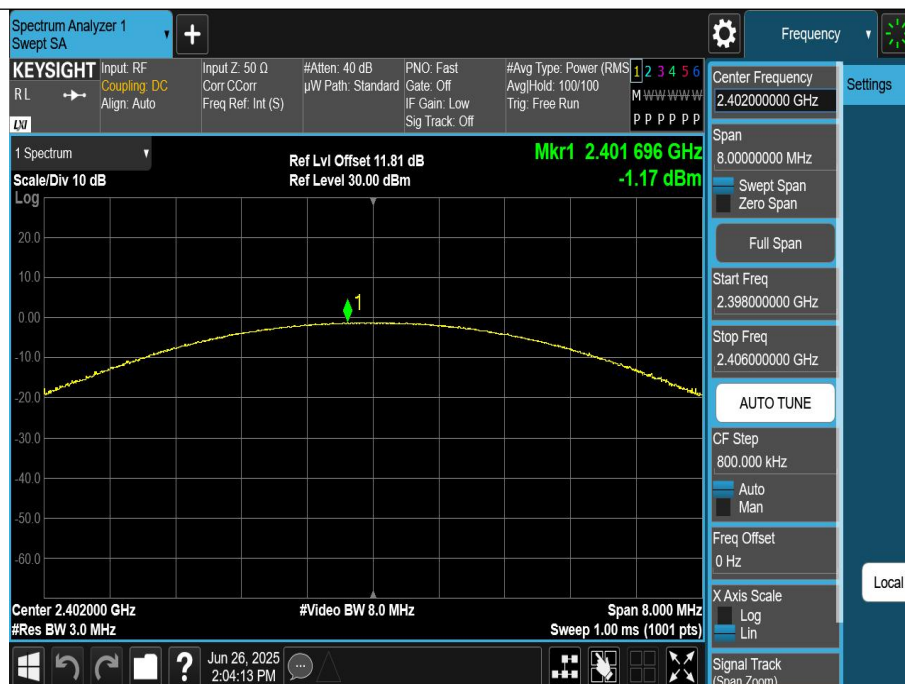 Spectrum Analyzer 1
Swept SA
Frequency
KEYSIGHT
RL
LXI
Input: RF
Coupling: DC
Align: Auto
Input Z: 50 Ω
Corr CCorr
Freq Ref: Int (S)
#Atten: 40 dB
µW Path: Standard
PNO: Fast
Gate: Off
IF Gain: Low
Sig Track: Off
#Avg Type: Power (RMS
Avg|Hold: 100/100
Trig: Free Run
1 2 3 4 5 6
M W W W W W
P P P P P P
1 Spectrum
Scale/Div 10 dB
Log
Ref Lvl Offset 11.81 dB
Ref Level 30.00 dBm
Mkr1 2.401 696 GHz
-1.17 dBm
20.0
10.0
0.00
-10.0
-20.0
-30.0
-40.0
-50.0
-60.0
1
Center 2.402000 GHz
#Video BW 8.0 MHz
Span 8.000 MHz
#Res BW 3.0 MHz
Sweep 1.00 ms (1001 pts)
Jun 26, 2025
2:04:13 PM
Center Frequency
2.402000000 GHz
Settings
Span
8.00000000 MHz
Swept Span
Zero Span
Full Span
Start Freq
2.398000000 GHz
Stop Freq
2.406000000 GHz
AUTO TUNE
CF Step
800.000 kHz
Auto
Man
Freq Offset
0 Hz
Local
X Axis Scale
Log
Lin
Signal Track
(Span Zoom)